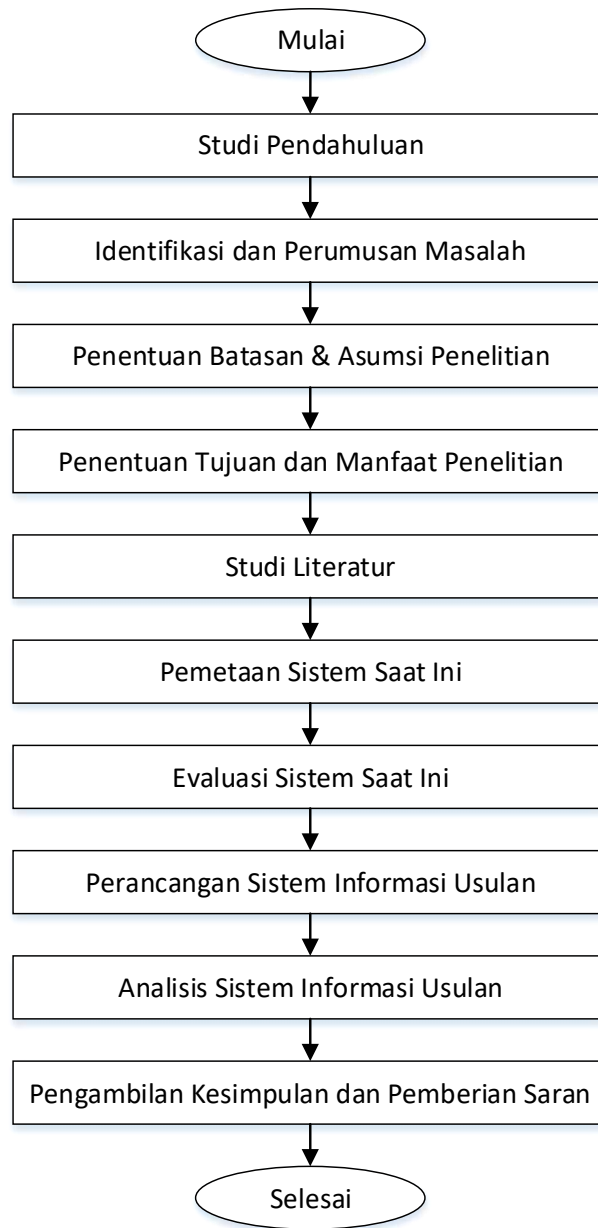 Mulai
Studi Pendahuluan
Identifikasi dan Perumusan Masalah
Penentuan Batasan & Asumsi Penelitian
Penentuan Tujuan dan Manfaat Penelitian
Studi Literatur
Pemetaan Sistem Saat Ini
Evaluasi Sistem Saat Ini
Perancangan Sistem Informasi Usulan
Analisis Sistem Informasi Usulan
Pengambilan Kesimpulan dan Pemberian Saran
Selesai